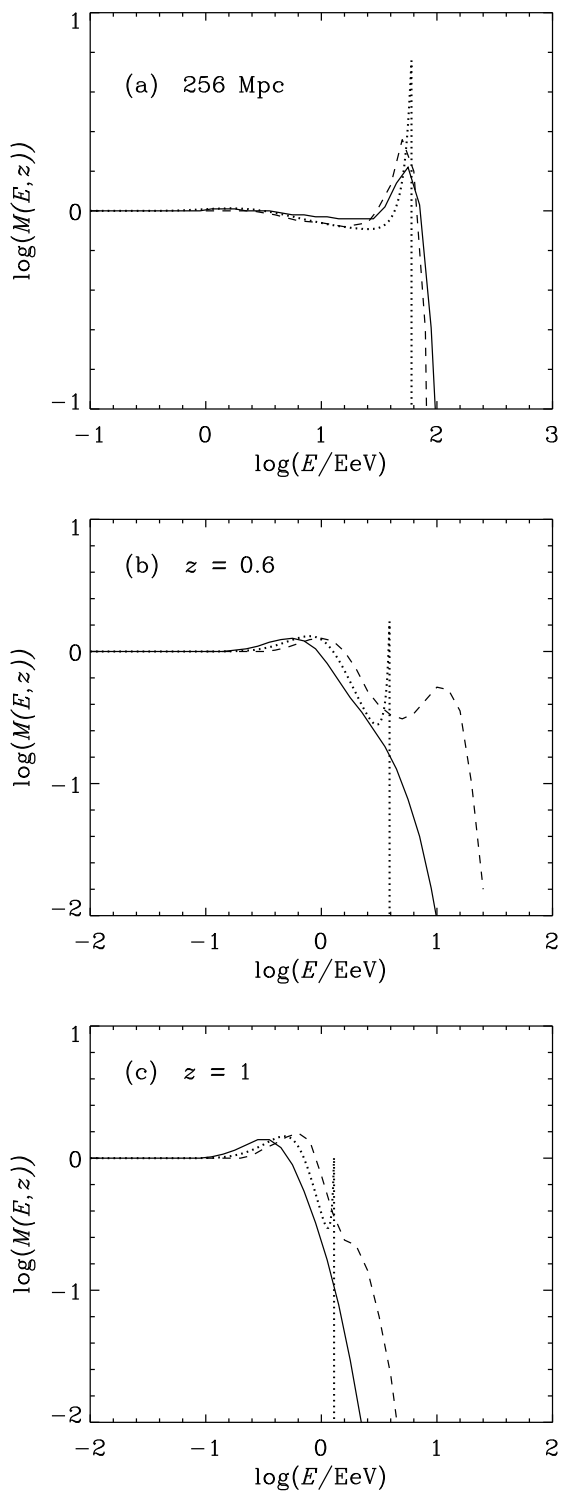 1
(a) 256 Mpc
log(M(E,z))
0
−1
−1 0 1 2 3
log(E/EeV)
1
(b) z = 0.6
0
log(M(E,z))
−1
−2
−2 −1 0 1 2
log(E/EeV)
1
(c) z = 1
0
log(M(E,z))
−1
−2
−2 −1 0 1 2
log(E/EeV)